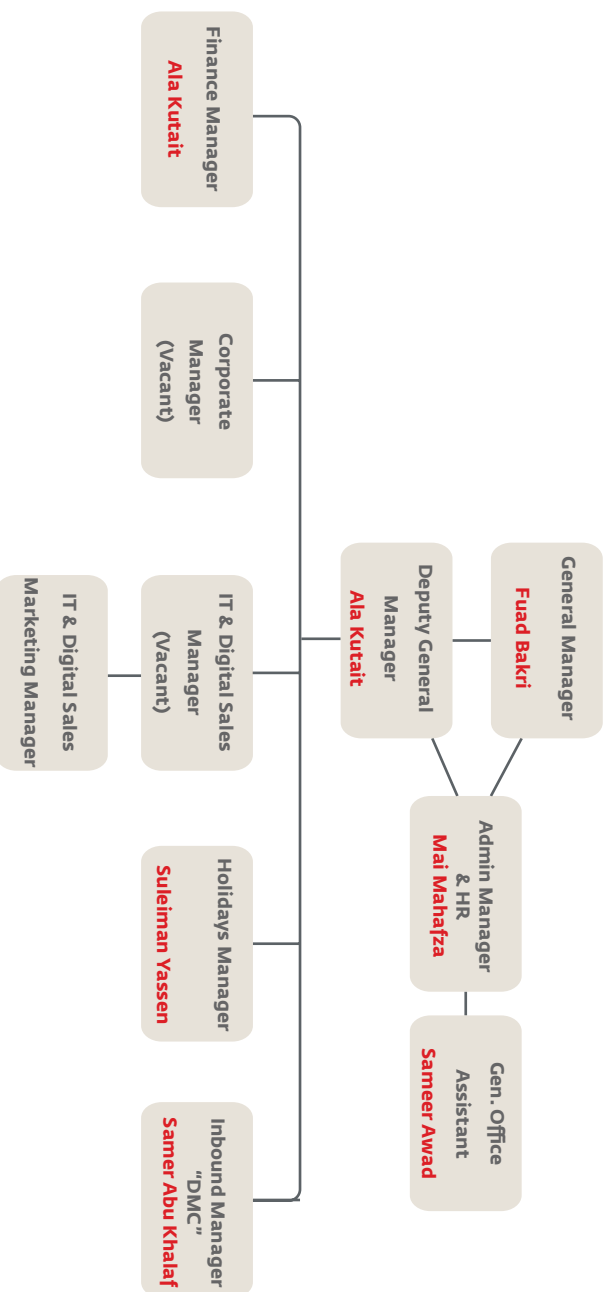 General Manager
Fuad Bakri
Deputy General
Manager
Ala Kutait
Admin Manager
& HR
Mai Mahafza
Gen. Office
Assistant
Sameer Awad
Finance Manager
Ala Kutait
Corporate
Manager
(Vacant)
IT & Digital Sales
Manager
(Vacant)
Holidays Manager
Suleiman Yassen
Inbound Manager
“DMC”
Samer Abu Khalaf
IT & Digital Sales
Marketing Manager